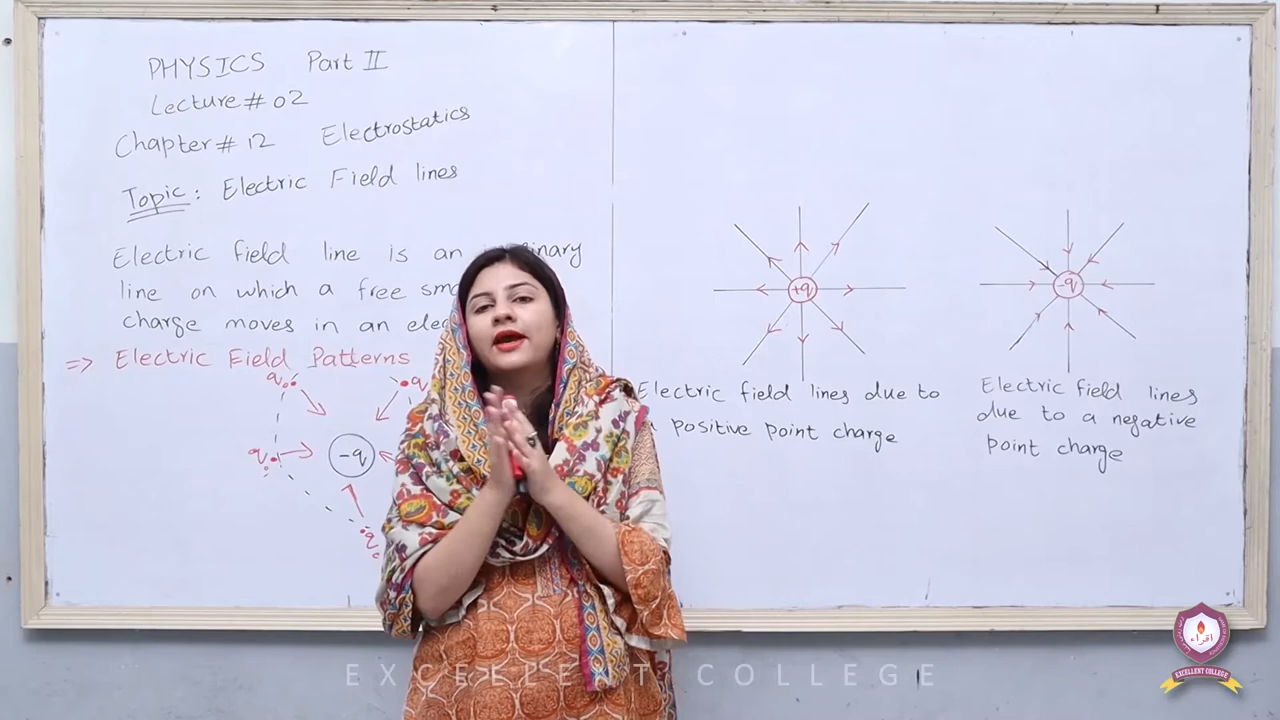 PHYSICS Part II
Lecture # 02
Chapter # 12 Electrostatics
Topic: Electric Field lines
Electric field line is an
line on which a free
charge moves in an
=> Electric Field Patterns
q₀
q
q₀
-q
q₀
+q
-q
Electric field lines due to
positive point charge
Electric field lines
due to a negative
point charge
EXCELLENT COLLEGE
اقراء
EXCELLENT COLLEGE